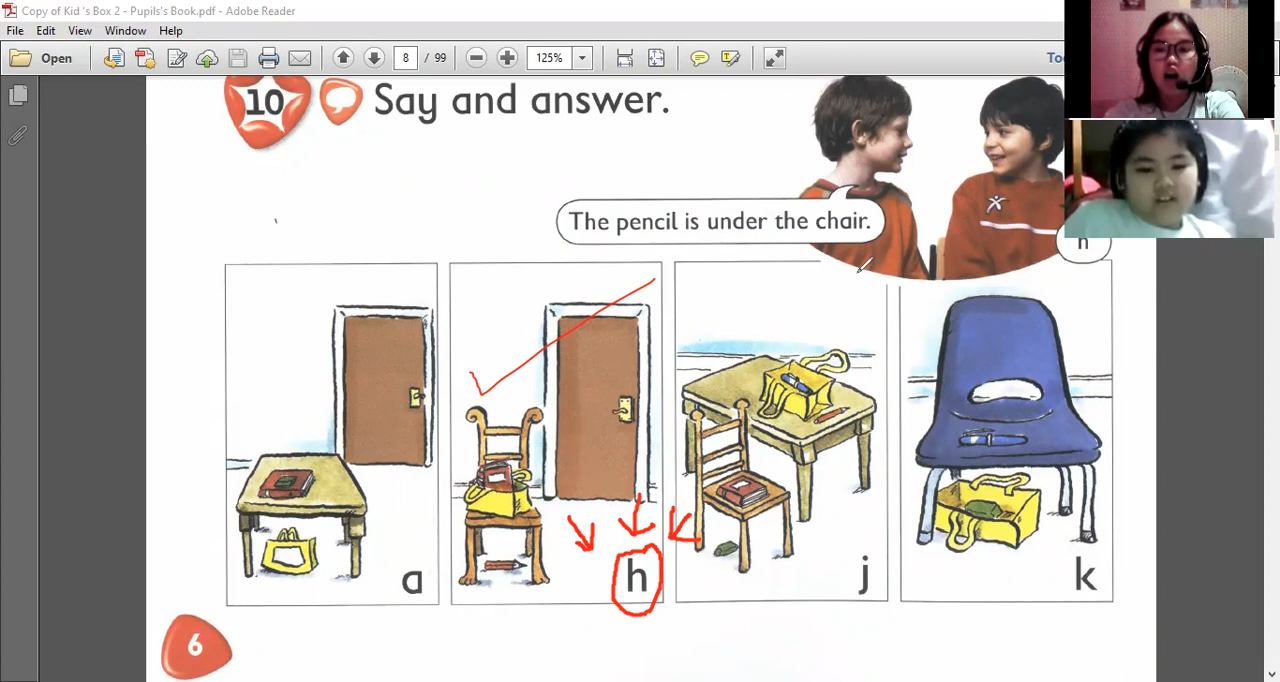 Copy of Kid 's Box 2 - Pupils's Book.pdf - Adobe Reader
File Edit View Window Help
Open 8 / 99 125%
10 Say and answer.
The pencil is under the chair.
h
a h j k
6